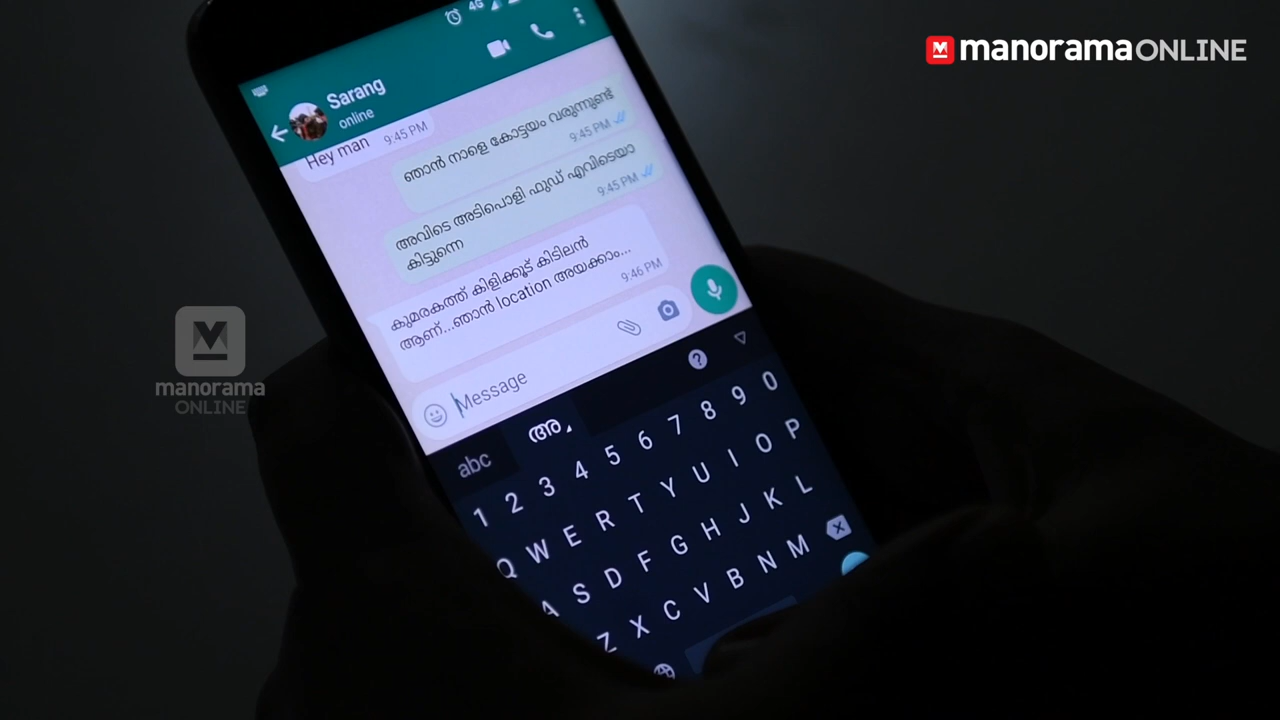 manoramaONLINE
4G
Sarang
online
Hey man 9:45 PM
ഞാൻ നാളെ കോട്ടയം വരുന്നുണ്ട്
9:45 PM
അവിടെ അടിപൊളി ഫുഡ് എവിടെയാ
കിട്ടുന്നെ
9:45 PM
കുമരകത്ത് കിളിക്കൂട് കിടിലൻ
ആണ്...ഞാൻ location അയക്കാം...
9:46 PM
Message
abc അ
1 2 3 4 5 6 7 8 9 0
Q W E R T Y U I O P
A S D F G H J K L
Z X C V B N M
manorama
ONLINE